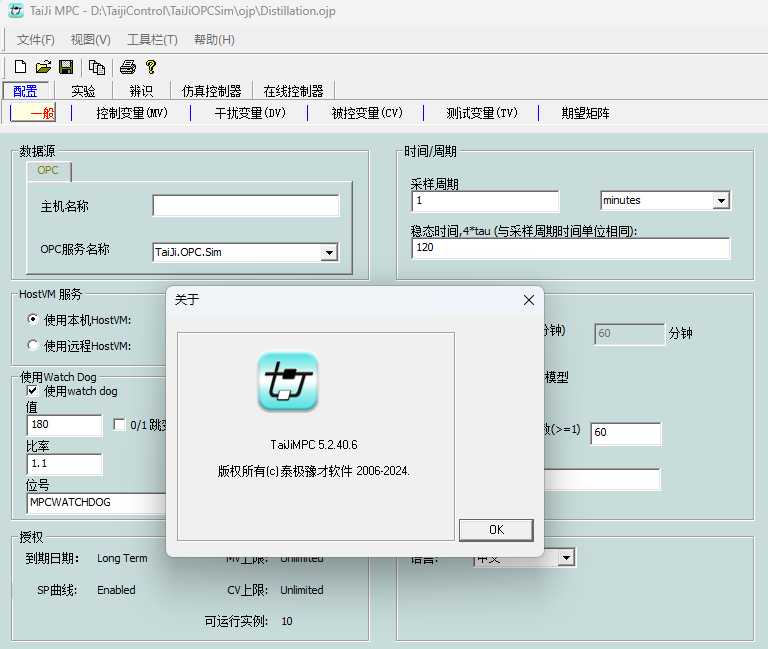 TaiJi MPC - D:\TaijiControl\TaiJiOPCSim\ojp\Distillation.ojp
文件(F) 视图(V) 工具栏(T) 帮助(H)
配置 实验 辨识 仿真控制器 在线控制器
一般 控制变量(MV) 干扰变量(DV) 被控变量(CV) 测试变量(TV) 期望矩阵
数据源
OPC
主机名称
OPC服务名称 TaiJi.OPC.Sim
时间/周期
采样周期
1 minutes
稳态时间,4*tau (与采样周期时间单位相同):
120
HostVM 服务
使用本机HostVM:
使用远程HostVM:
分钟) 60 分钟
模型
数(>=1) 60
使用Watch Dog
使用watch dog
值
180 0/1 跳变
比率
1.1
位号
MPCWATCHDOG
关于
TaiJiMPC 5.2.40.6
版权所有(c)泰极豫才软件 2006-2024.
OK
授权
到期日期: Long Term MV上限: Unlimited
SP曲线: Enabled CV上限: Unlimited
可运行实例: 10
语言: 中文